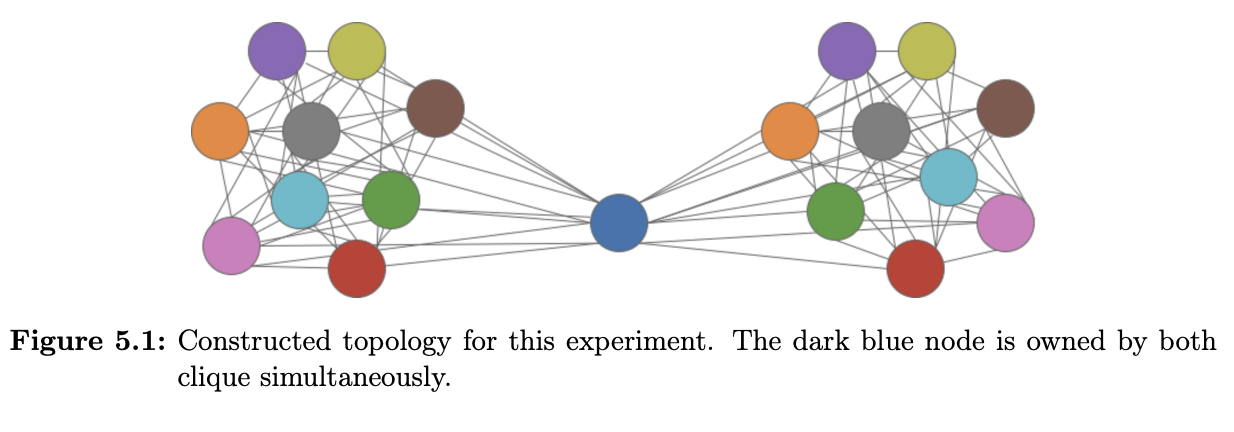 Figure 5.1: Constructed topology for this experiment. The dark blue node is owned by both
clique simultaneously.